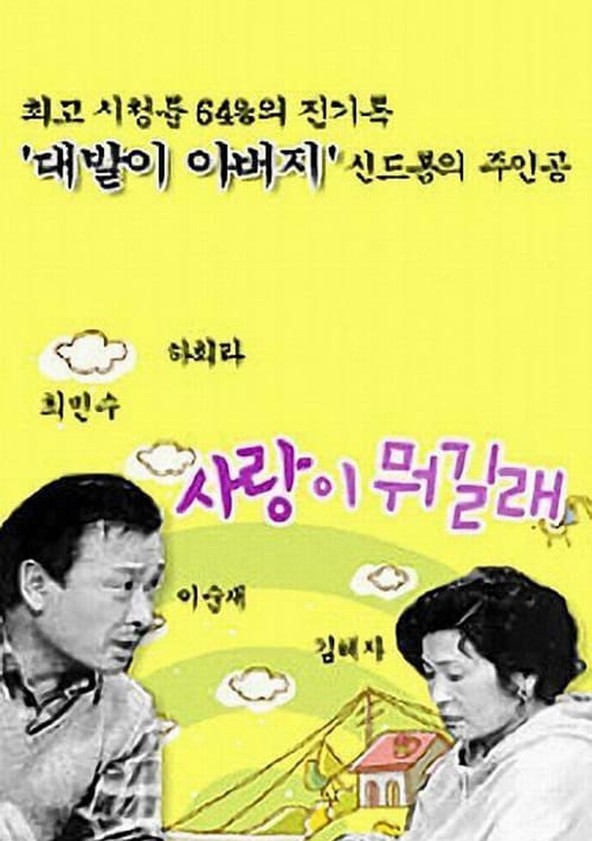 최고 시청률 64%의 진기록
'대발이 아버지' 신드롬의 주인공
하희라
최민수
사랑이 뭐길래
이순재
김혜자